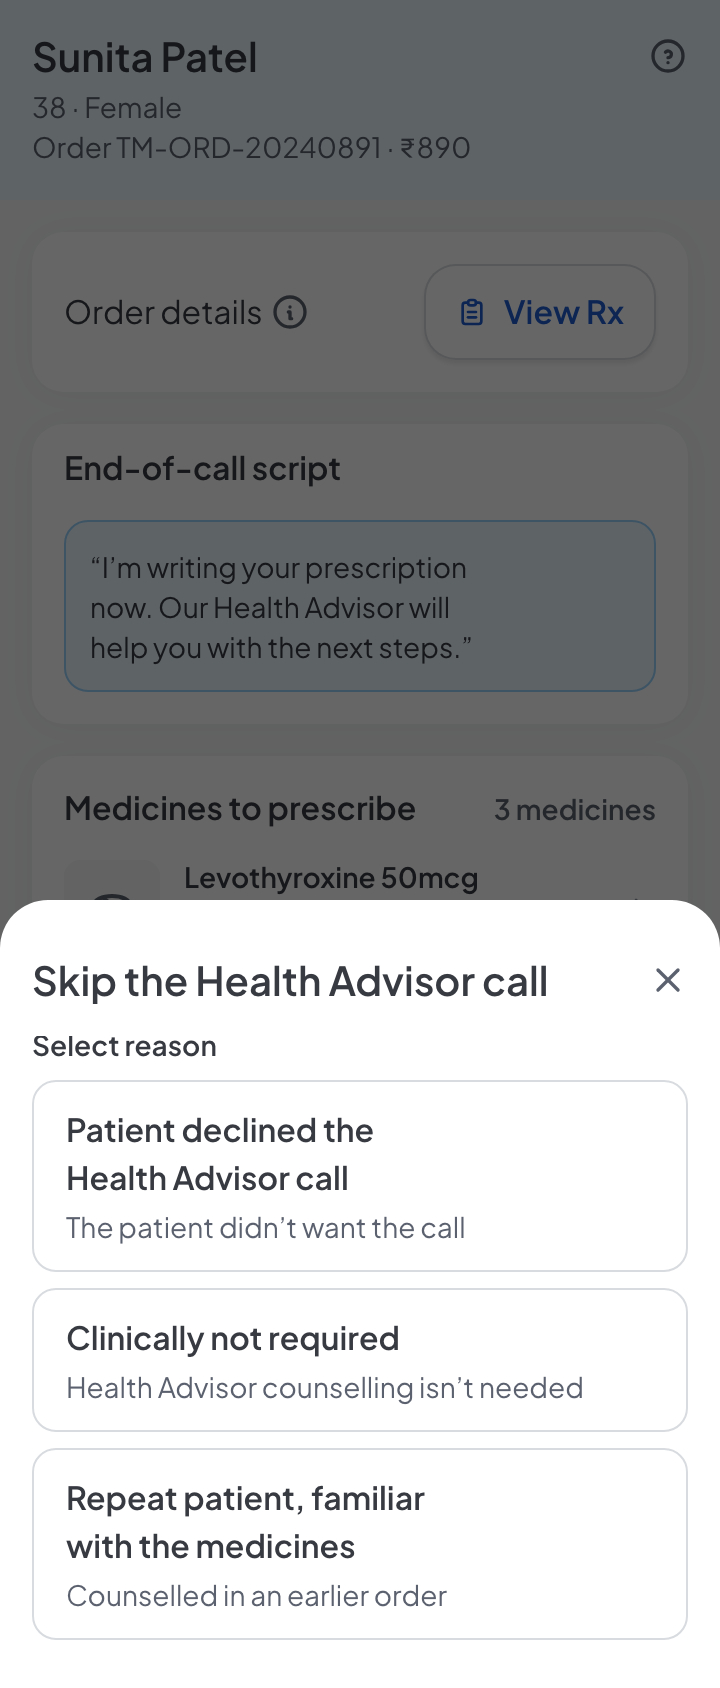 Sunita Patel
38 · Female
Order TM-ORD-20240891 · ₹890
Order details
View Rx
End-of-call script
“I’m writing your prescription
now. Our Health Advisor will
help you with the next steps.”
Medicines to prescribe
3 medicines
Levothyroxine 50mcg
Skip the Health Advisor call
Select reason
Patient declined the
Health Advisor call
The patient didn’t want the call
Clinically not required
Health Advisor counselling isn’t needed
Repeat patient, familiar
with the medicines
Counselled in an earlier order